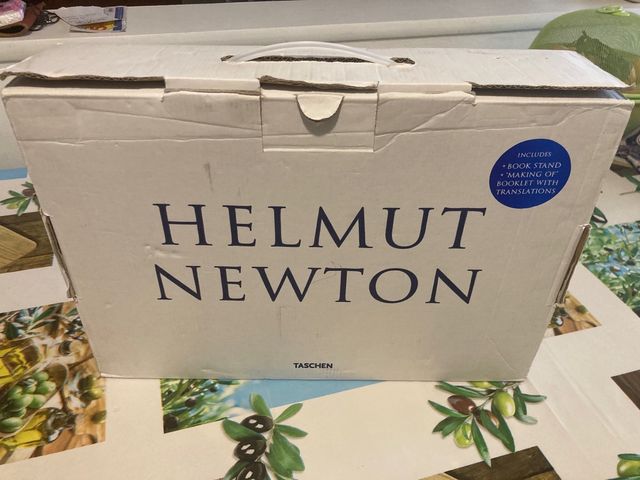 INCLUDES
• BOOK STAND
• 'MAKING OF'
BOOKLET WITH
TRANSLATIONS
HELMUT
NEWTON
TASCHEN